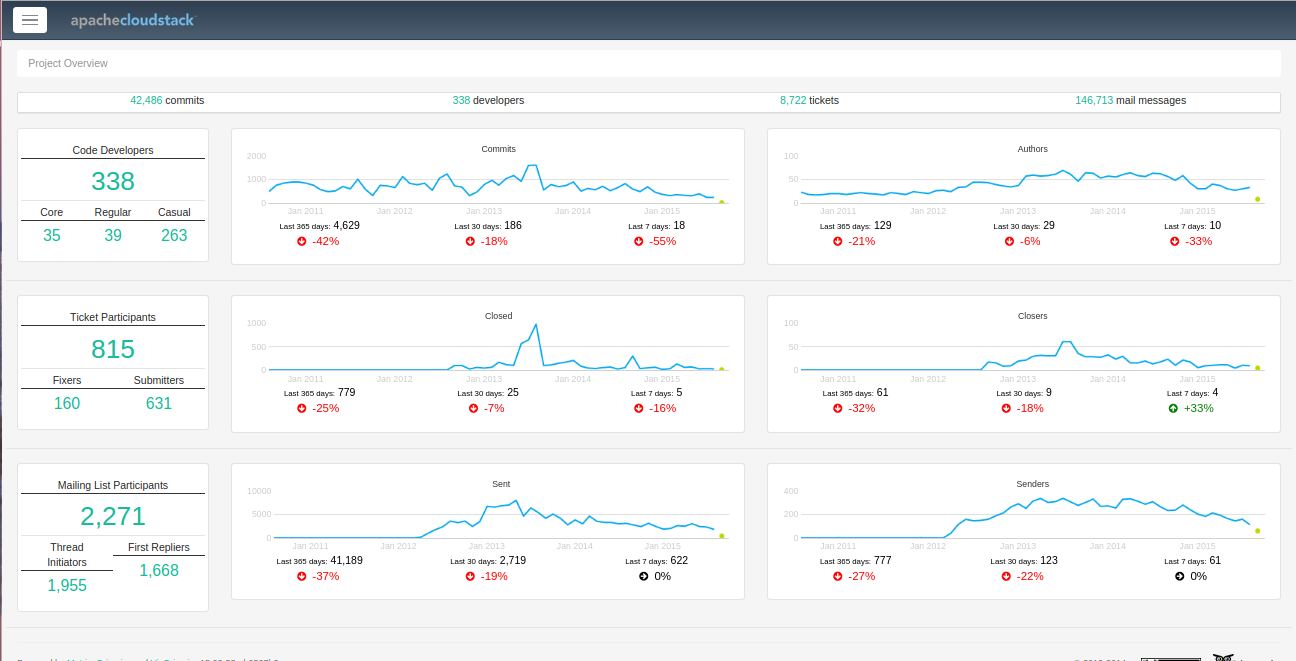 apachecloudstack
Project Overview
42,486 commits
338 developers
8,722 tickets
146,713 mail messages
Code Developers
338
Core
Regular
Casual
35
39
263
Commits
2000
1000
0
Jan 2011
Jan 2012
Jan 2013
Jan 2014
Jan 2015
Last 365 days: 4,629
Last 30 days: 186
Last 7 days: 18
-42%
-18%
-55%
Authors
100
50
0
Jan 2011
Jan 2012
Jan 2013
Jan 2014
Jan 2015
Last 365 days: 129
Last 30 days: 29
Last 7 days: 10
-21%
-6%
-33%
Ticket Participants
815
Fixers
Submitters
160
631
Closed
1000
500
0
Jan 2011
Jan 2012
Jan 2013
Jan 2014
Jan 2015
Last 365 days: 779
Last 30 days: 25
Last 7 days: 5
-25%
-7%
-16%
Closers
100
50
0
Jan 2011
Jan 2012
Jan 2013
Jan 2014
Jan 2015
Last 365 days: 61
Last 30 days: 9
Last 7 days: 4
-32%
-18%
+33%
Mailing List Participants
2,271
Thread
Initiators
First Repliers
1,955
1,668
Sent
10000
5000
0
Jan 2011
Jan 2012
Jan 2013
Jan 2014
Jan 2015
Last 365 days: 41,189
Last 30 days: 2,719
Last 7 days: 622
-37%
-19%
0%
Senders
400
200
0
Jan 2011
Jan 2012
Jan 2013
Jan 2014
Jan 2015
Last 365 days: 777
Last 30 days: 123
Last 7 days: 61
-27%
-22%
0%